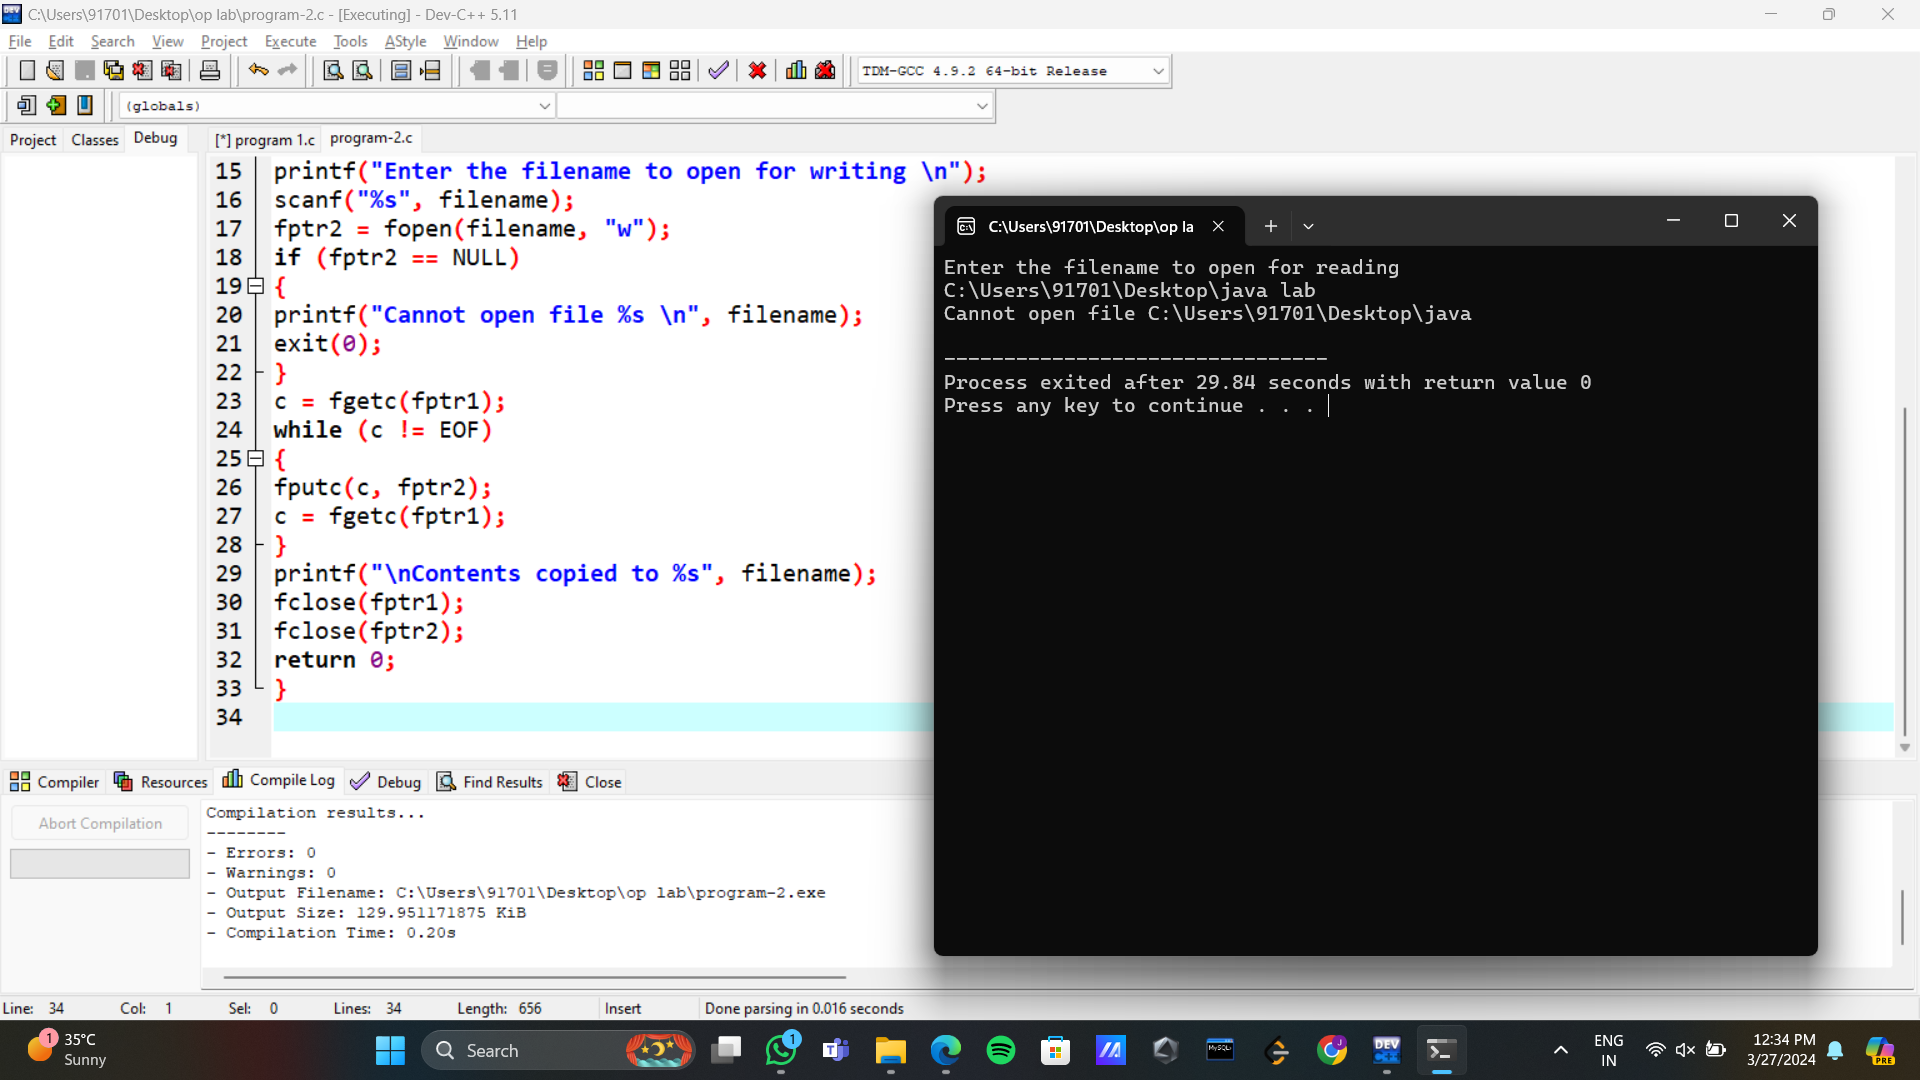 C:\Users\91701\Desktop\op lab\program-2.c - [Executing] - Dev-C++ 5.11
File Edit Search View Project Execute Tools AStyle Window Help
TDM-GCC 4.9.2 64-bit Release
(globals)
Project Classes Debug [*] program 1.c program-2.c
15 printf("Enter the filename to open for writing \n");
16 scanf("%s", filename);
17 fptr2 = fopen(filename, "w");
18 if (fptr2 == NULL)
19 {
20 printf("Cannot open file %s \n", filename);
21 exit(0);
22 }
23 c = fgetc(fptr1);
24 while (c != EOF)
25 {
26 fputc(c, fptr2);
27 c = fgetc(fptr1);
28 }
29 printf("\nContents copied to %s", filename);
30 fclose(fptr1);
31 fclose(fptr2);
32 return 0;
33 }
34
C:\Users\91701\Desktop\op la
Enter the filename to open for reading
C:\Users\91701\Desktop\java lab
Cannot open file C:\Users\91701\Desktop\java
--------------------------------
Process exited after 29.84 seconds with return value 0
Press any key to continue . . .
Compiler Resources Compile Log Debug Find Results Close
Abort Compilation
Compilation results...
--------
- Errors: 0
- Warnings: 0
- Output Filename: C:\Users\91701\Desktop\op lab\program-2.exe
- Output Size: 129.951171875 KiB
- Compilation Time: 0.20s
Line: 34 Col: 1 Sel: 0 Lines: 34 Length: 656 Insert Done parsing in 0.016 seconds
1
35°C
Sunny
Search
1
MySQL
J
DEV
PRE
ENG
IN
12:34 PM
3/27/2024